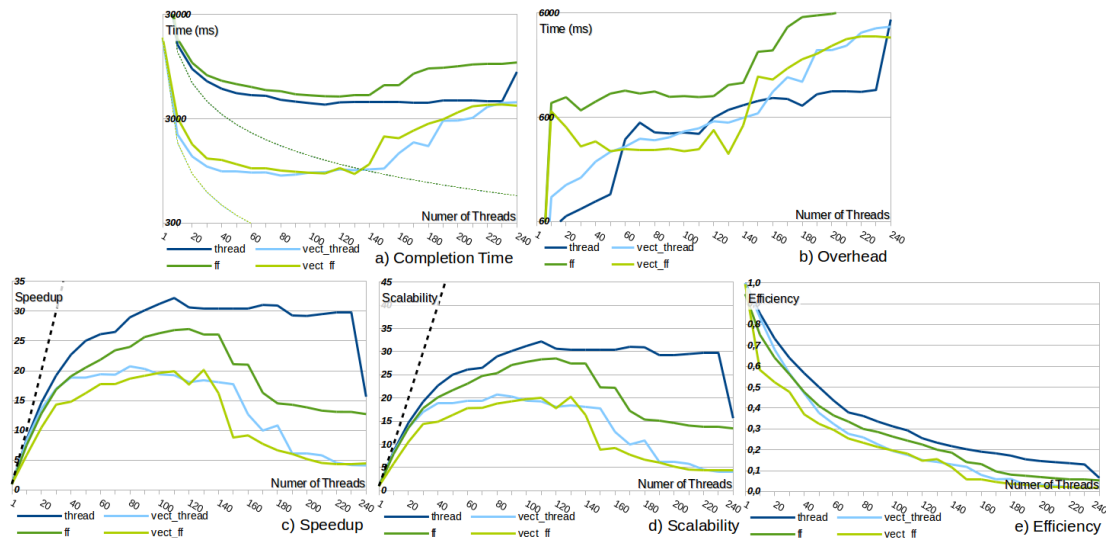 30000
Time (ms)
3000
300
Numer of Threads
1 20 40 60 80 100 120 140 160 180 200 220 240
thread vect_thread
ff vect_ff
a) Completion Time
6000
Time (ms)
600
60
Numer of Threads
1 20 40 60 80 100 120 140 160 180 200 220 240
thread vect_thread
ff vect_ff
b) Overhead
35
Speedup
30
25
20
15
10
5
0
Numer of Threads
1 20 40 60 80 100 120 140 160 180 200 220 240
thread vect_thread
ff vect_ff
c) Speedup
45
Scalability
40
35
30
25
20
15
10
5
0
Numer of Threads
1 20 40 60 80 100 120 140 160 180 200 220 240
thread vect_thread
ff vect_ff
d) Scalability
1,0
Efficiency
0,9
0,8
0,7
0,6
0,5
0,4
0,3
0,2
0,1
0,0
Numer of Threads
1 20 40 60 80 100 120 140 160 180 200 220 240
thread vect_thread
ff vect_ff
e) Efficiency